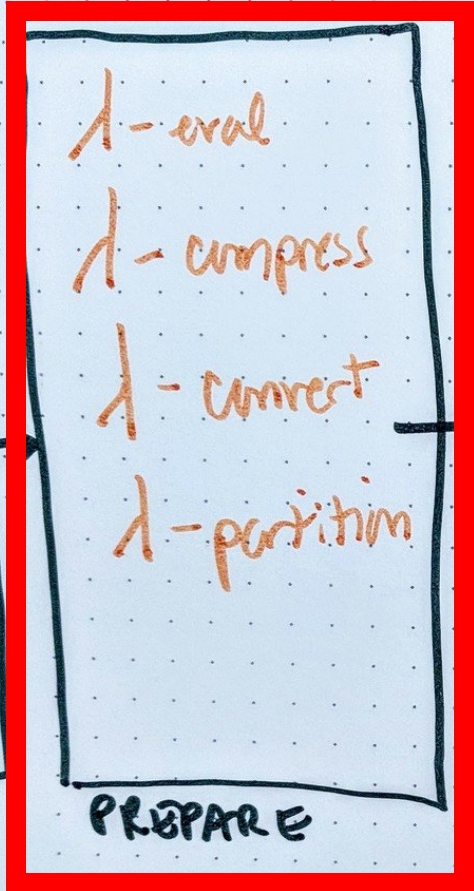 λ-eval
λ-compress
λ-convert
λ-partition
PREPARE